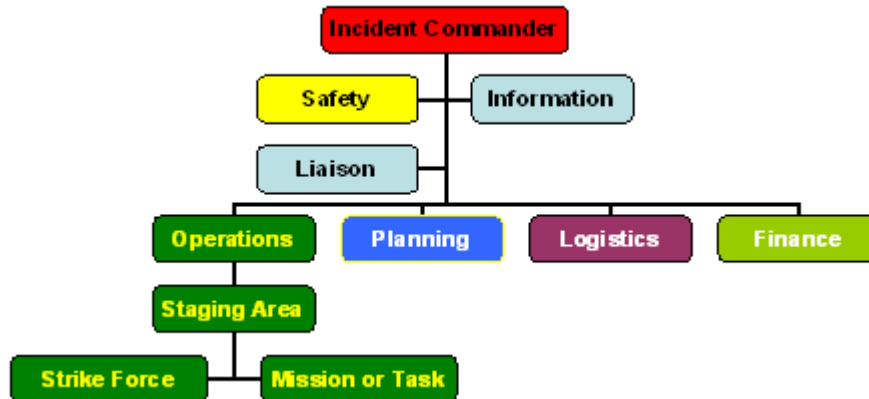 Incident Commander
Safety
Information
Liaison
Operations
Planning
Logistics
Finance
Staging Area
Strike Force
Mission or Task